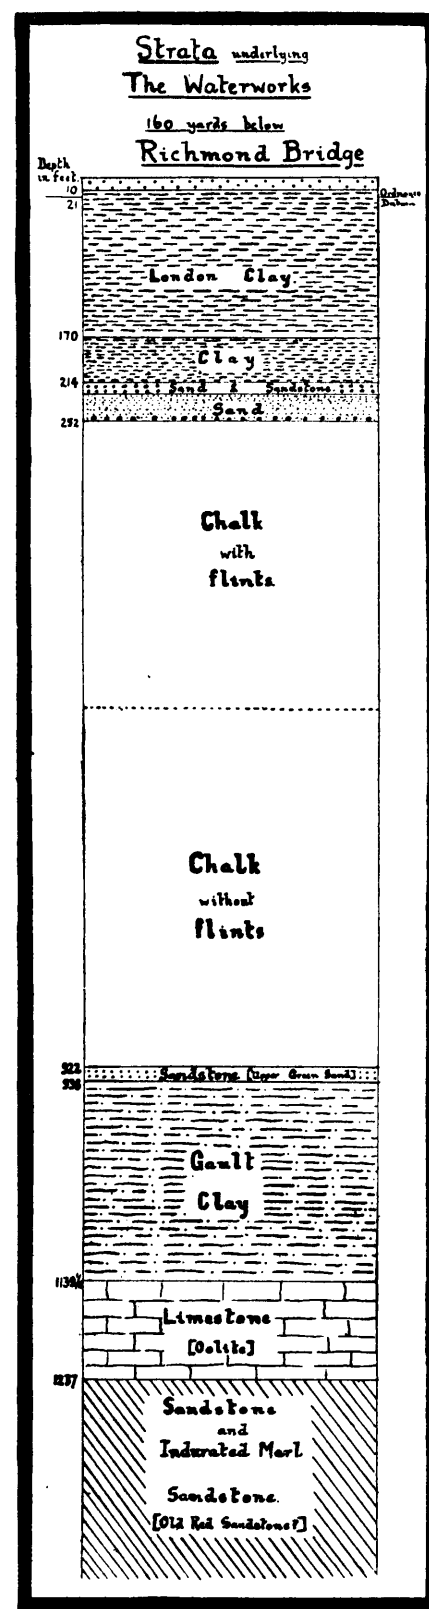 Strata underlying
The Waterworks
160 yards below
Richmond Bridge
Depth
in feet.
10
Ordnance
Datum
21
London Clay.
170
Clay
214
Sand & Sandstone
Sand
252
Chalk
with
flints
Chalk
without
flints
922
Sandstone [Upper Green Sand]
936
Gault
Clay
1139½
Limestone
[Oolite]
1237
Sandstone
and
Indurated Marl
Sandstone.
[Old Red Sandstone?]